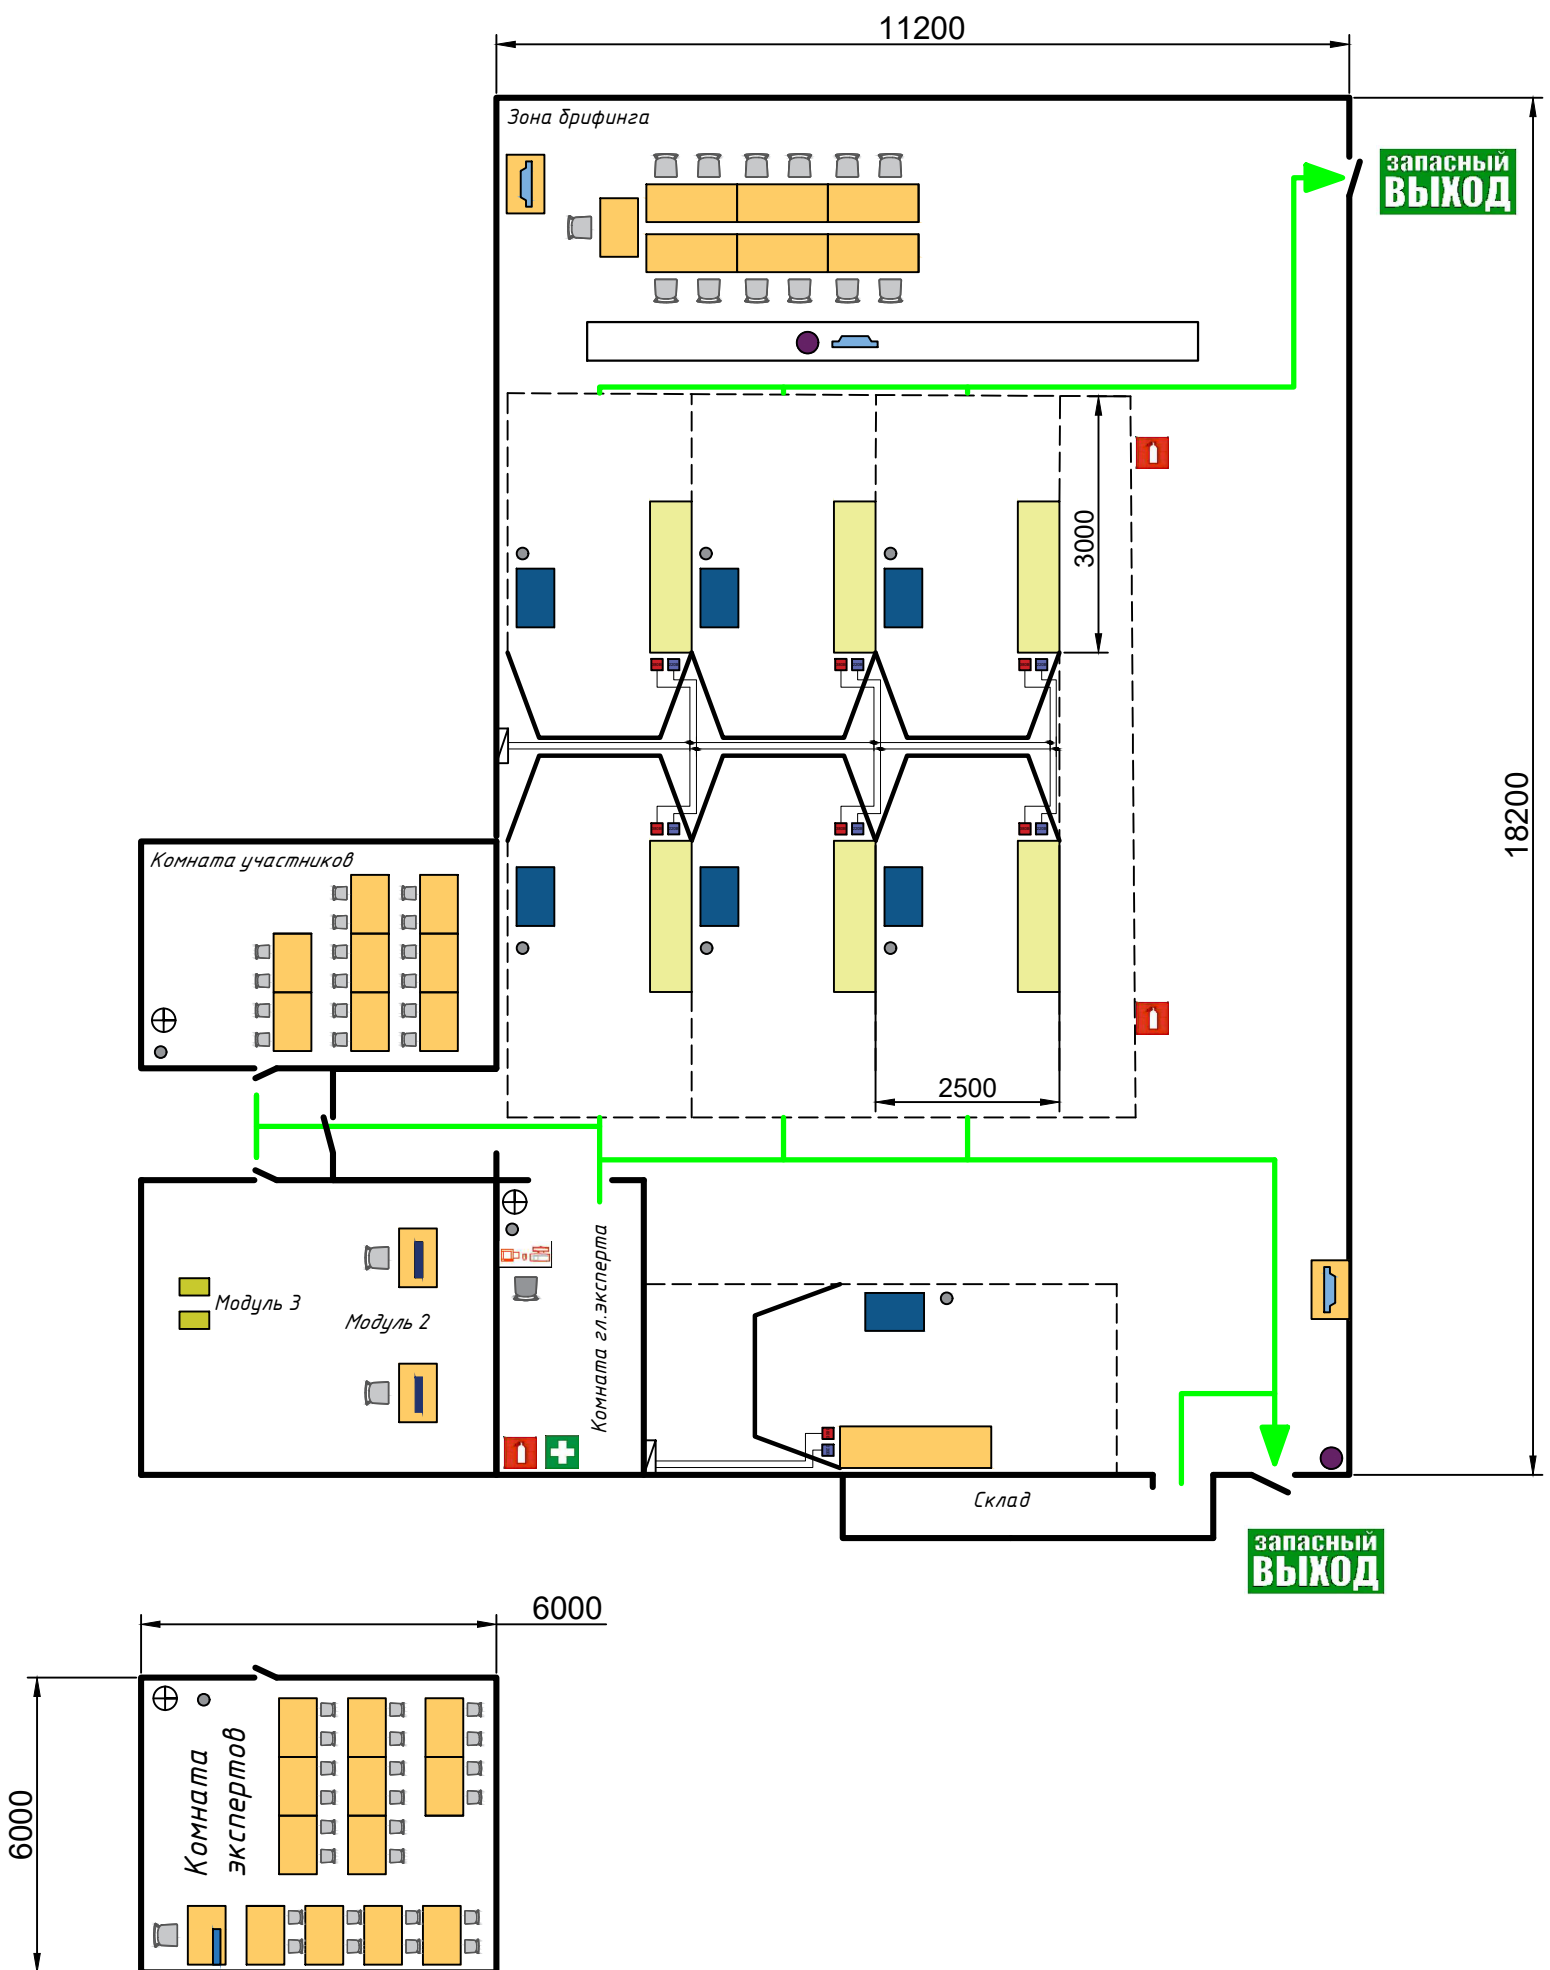 11200
Зона брифинга
запасный
ВЫХОД
3000
18200
Комната участников
2500
Комната гл.эксперта
Модуль 3
Модуль 2
Склад
запасный
ВЫХОД
6000
6000
Комната
экспертов